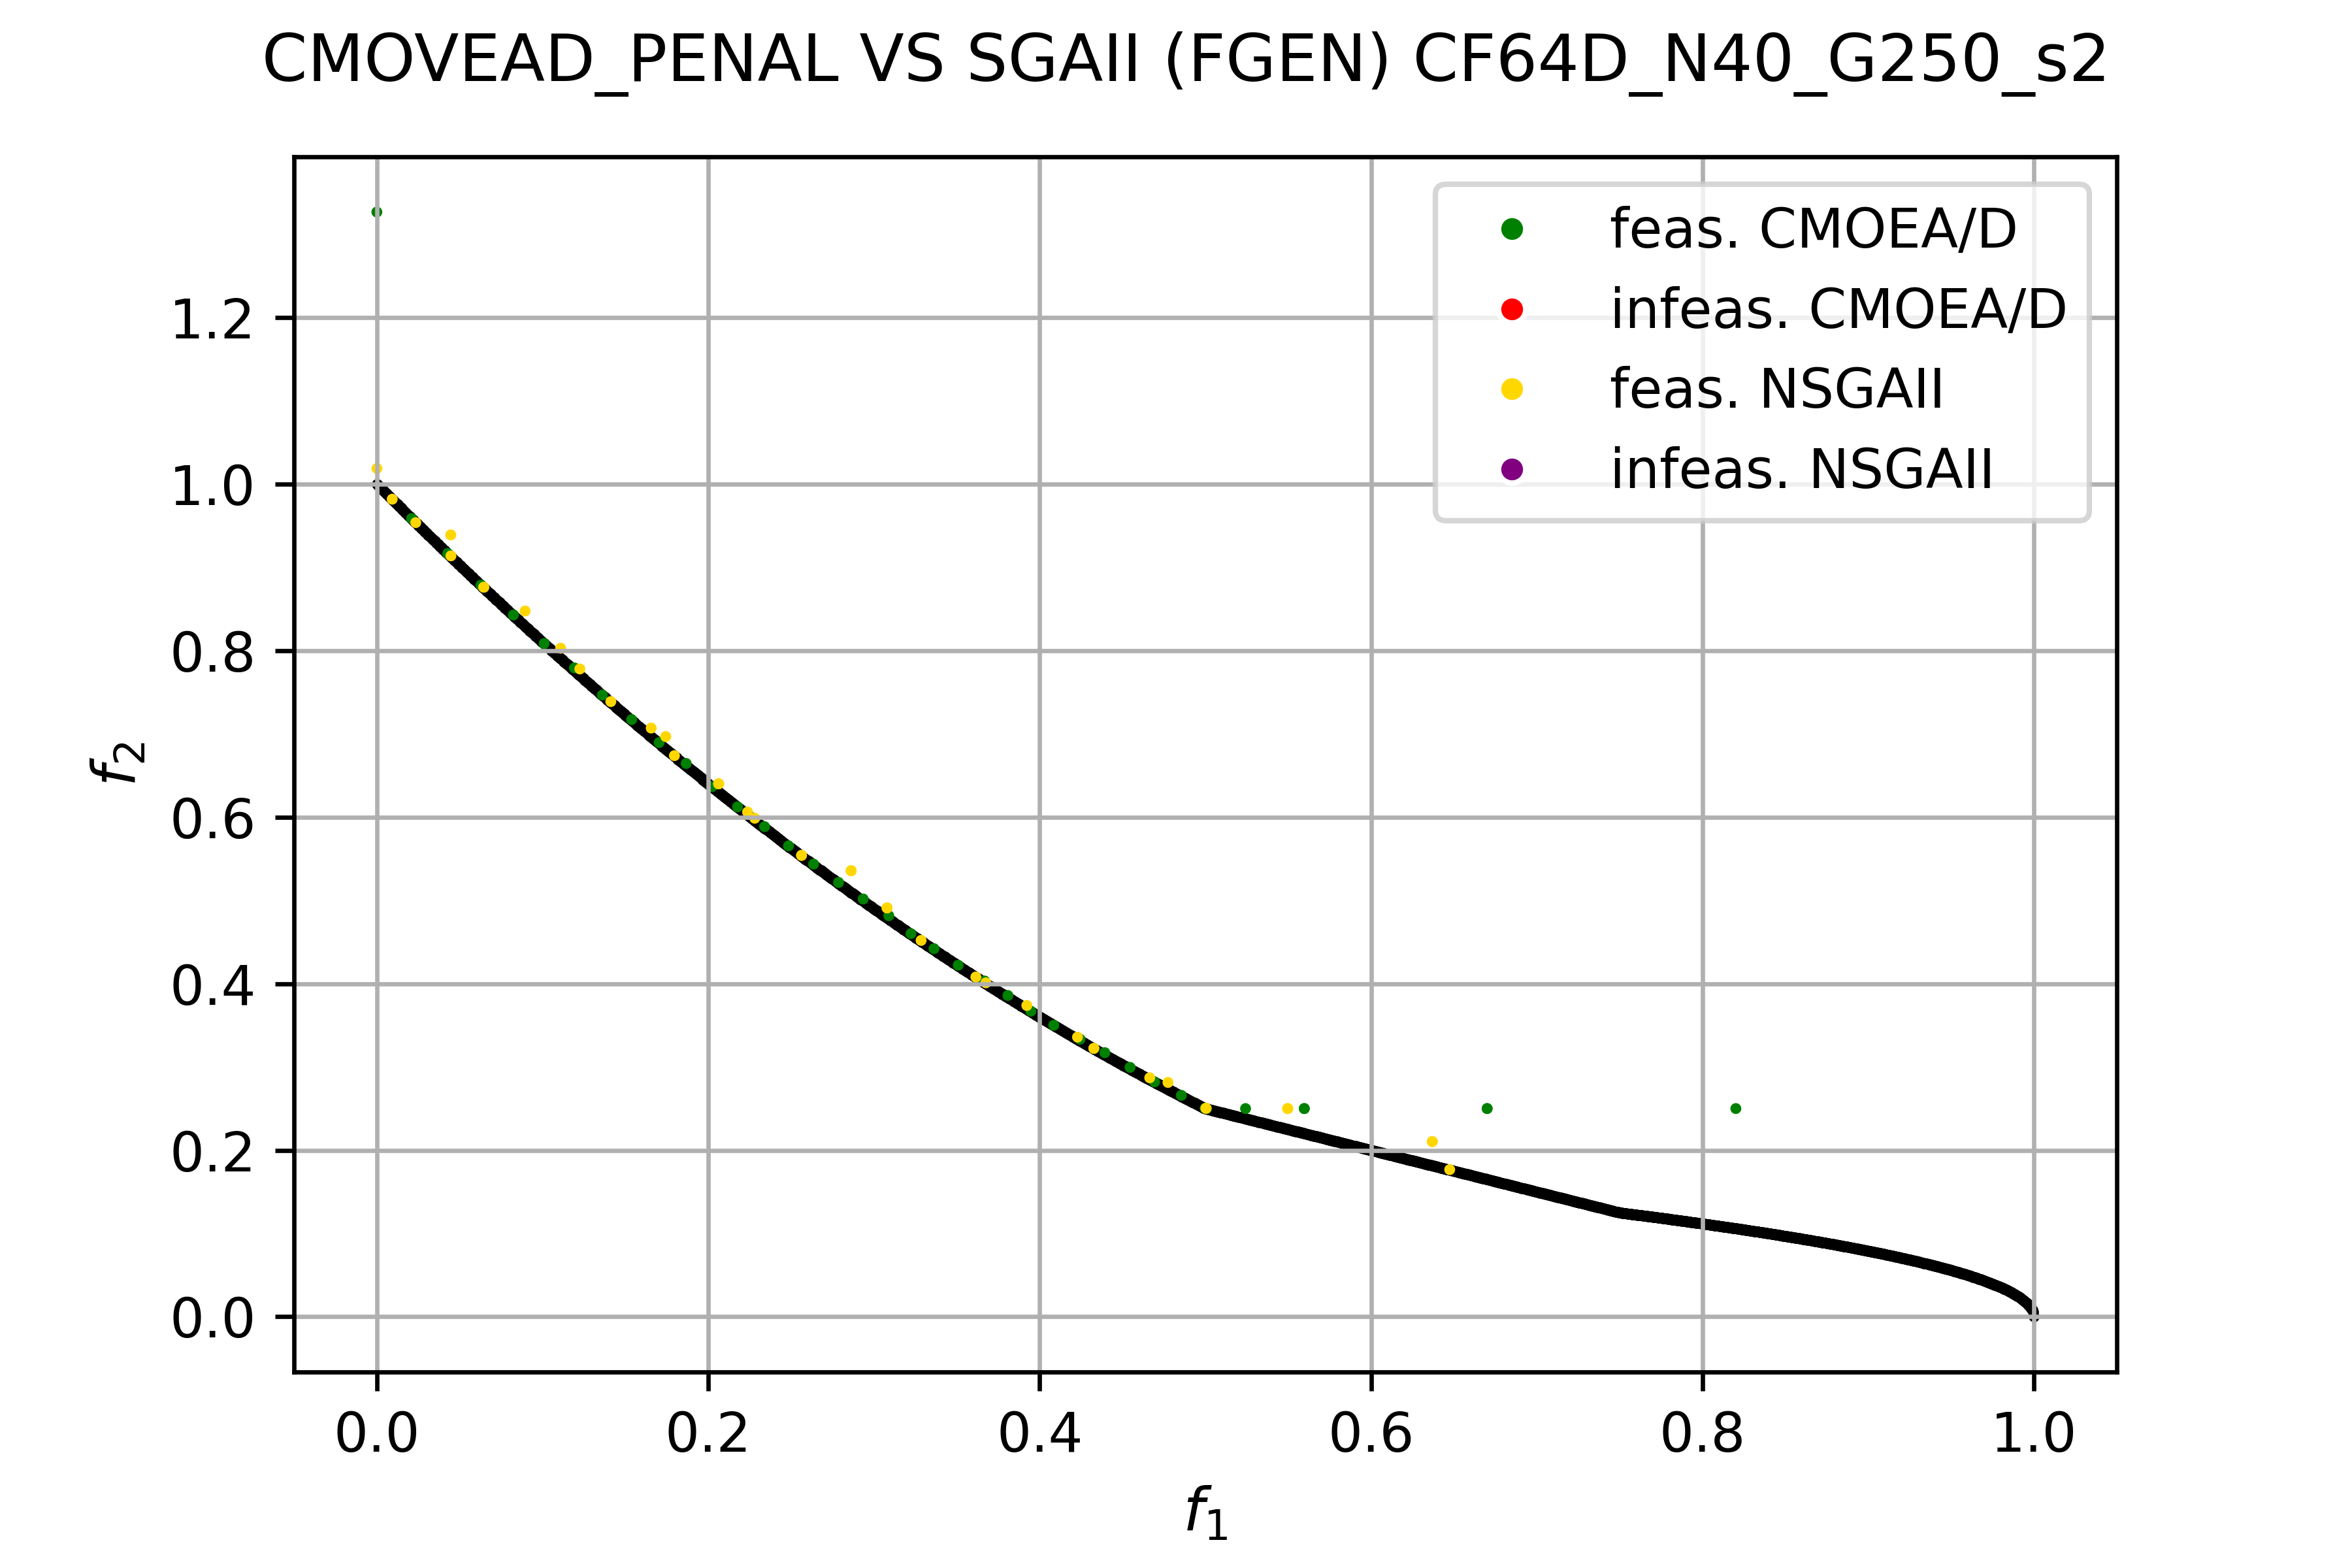 CMOVEAD_PENAL VS SGAII (FGEN) CF64D_N40_G250_s2
feas. CMOEA/D
infeas. CMOEA/D
feas. NSGAII
infeas. NSGAII
1.2
1.0
0.8
0.6
0.4
0.2
0.0
f2
0.0 0.2 0.4 0.6 0.8 1.0
f1